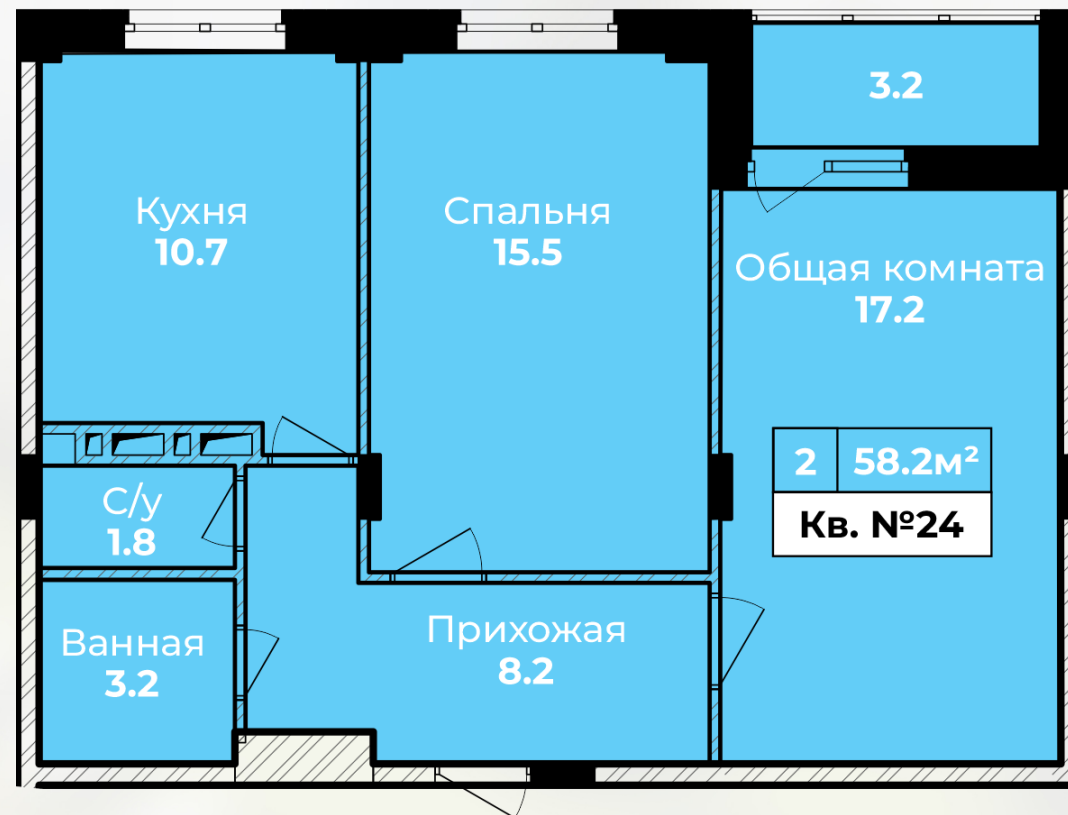 3.2
Кухня
10.7
Спальня
15.5
Общая комната
17.2
2 58.2м²
Кв. №24
С/у
1.8
Прихожая
8.2
Ванная
3.2